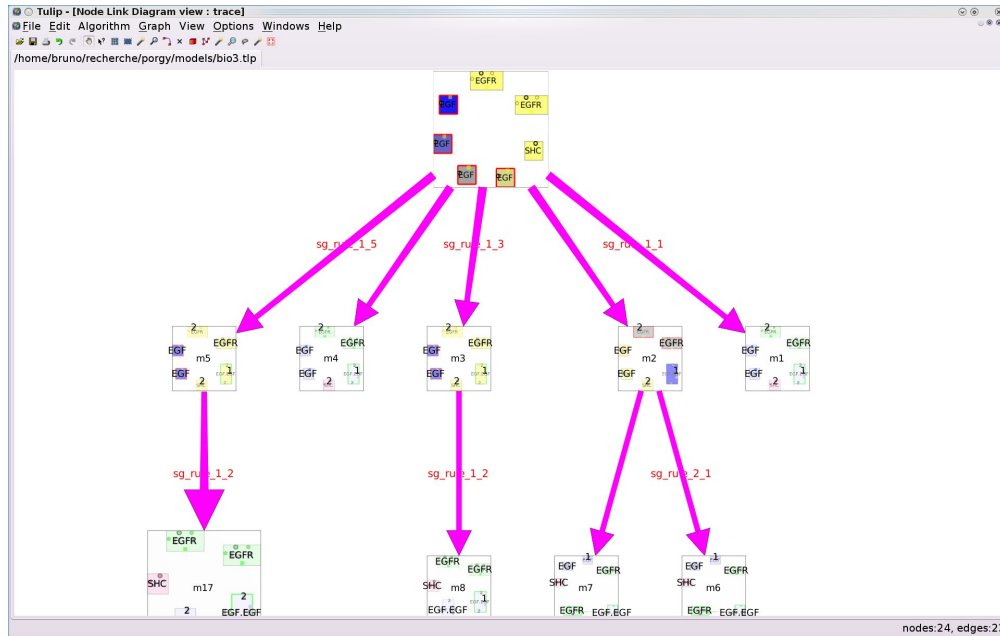 Tulip - [Node Link Diagram view : trace]
File Edit Algorithm Graph View Options Windows Help
/home/bruno/recherche/porgy/models/bio3.tlp
EGFR
EGF EGFR
EGF SHC
EGF EGF
sg_rule_1_5 sg_rule_1_3 sg_rule_1_1
2 2 2 2 2
EGFR EGFR EGFR EGFR EGFR
EGF EGF EGF EGF EGF
m5 m4 m3 m2 m1
EGF EGF EGF EGF EGF
1 1 1 1 1
2 2 2 2 2
sg_rule_1_2 sg_rule_1_2 sg_rule_2_1
EGFR EGFR 1 1
EGFR EGFR EGF EGFR EGF EGFR
SHC SHC SHC SHC
m17 m8 m7 m6
2 2 1
EGF.EGF EGF.EGF EGFR EGF.EGF EGFR EGF.EGF
nodes:24, edges:2